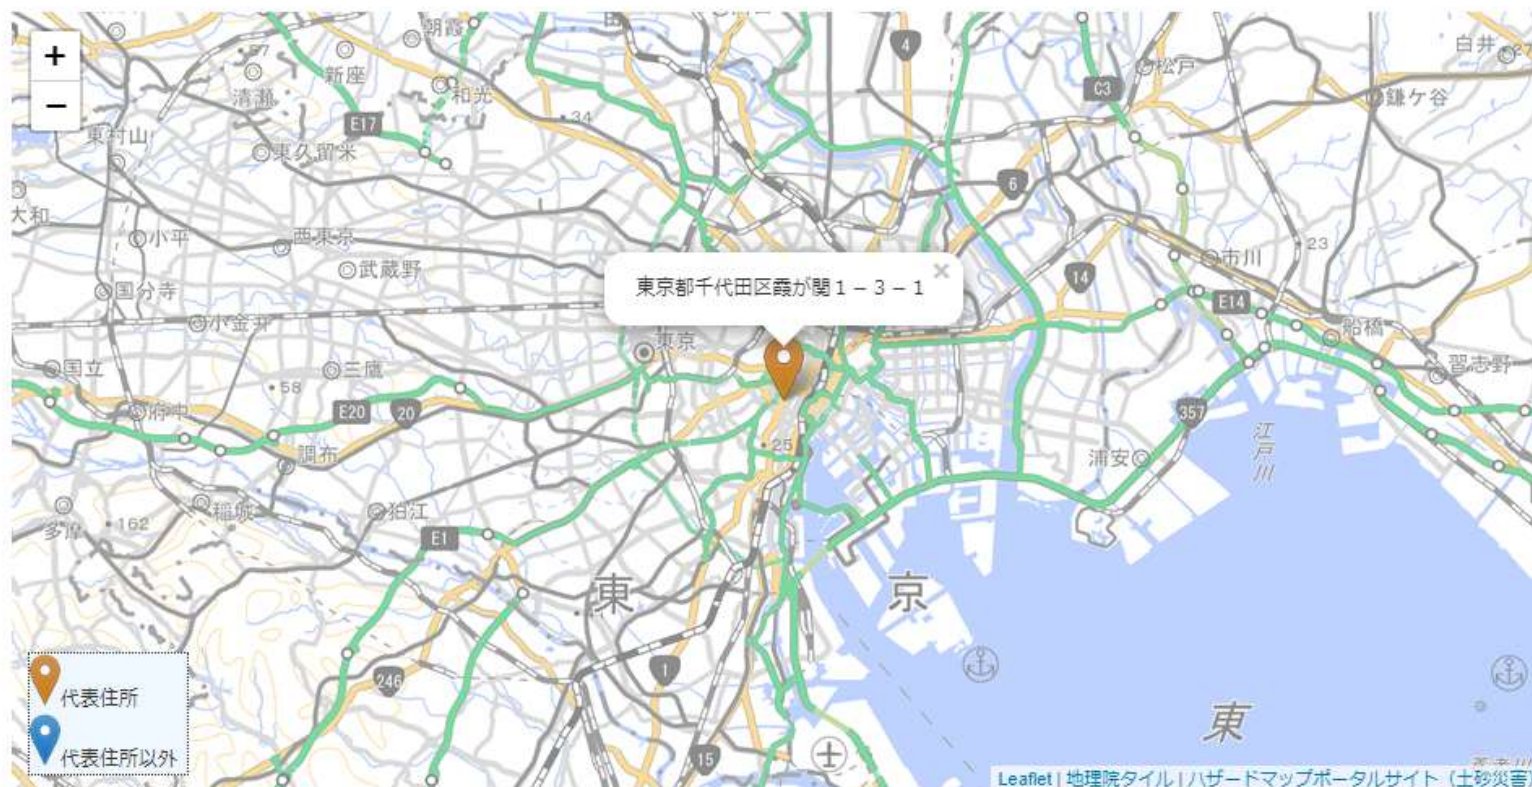 朝霞
4
白井
27
+
57
新座
松戸
C3
清瀬
和光
鎌ケ谷
−
34
E17
東村山
東久留米
6
大和
小平
西東京
23
市川
武蔵野
14
東京都千代田区霞が関１－３－１
×
国分寺
E14
小金井
船橋
東京
国立
三鷹
習志野
58
府中
E20
20
357
25
江戸川
調布
浦安
稲城
狛江
多摩
162
E1
東
京
代表住所
246
1
東
代表住所以外
15
Leaflet | 地理院タイル | ハザードマップポータルサイト（土砂災害）